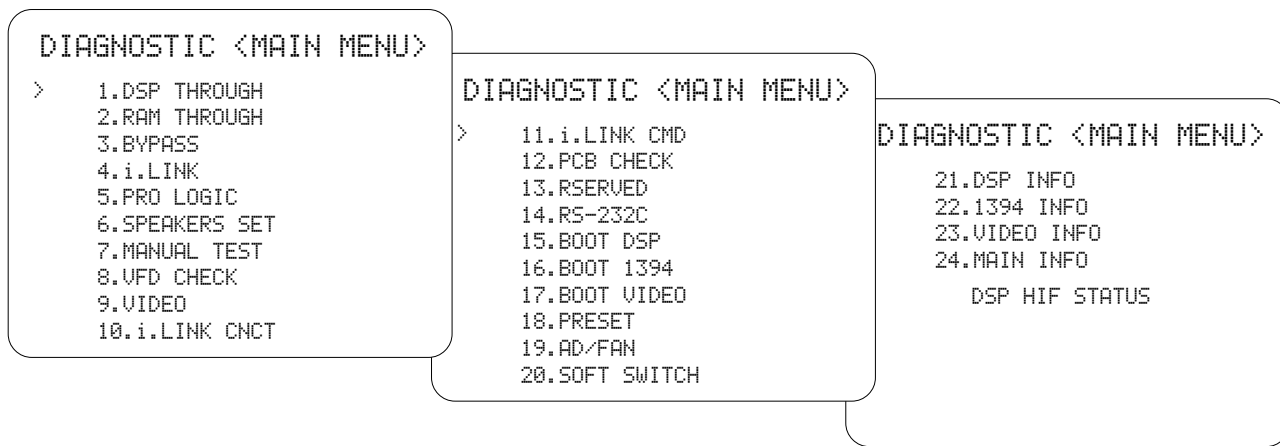 DIAGNOSTIC <MAIN MENU>
> 1.DSP THROUGH
2.RAM THROUGH
3.BYPASS
4.i.LINK
5.PRO LOGIC
6.SPEAKERS SET
7.MANUAL TEST
8.VFD CHECK
9.VIDEO
10.i.LINK CNCT
DIAGNOSTIC <MAIN MENU>
> 11.i.LINK CMD
12.PCB CHECK
13.RSERVED
14.RS-232C
15.BOOT DSP
16.BOOT 1394
17.BOOT VIDEO
18.PRESET
19.AD/FAN
20.SOFT SWITCH
DIAGNOSTIC <MAIN MENU>
21.DSP INFO
22.1394 INFO
23.VIDEO INFO
24.MAIN INFO
DSP HIF STATUS